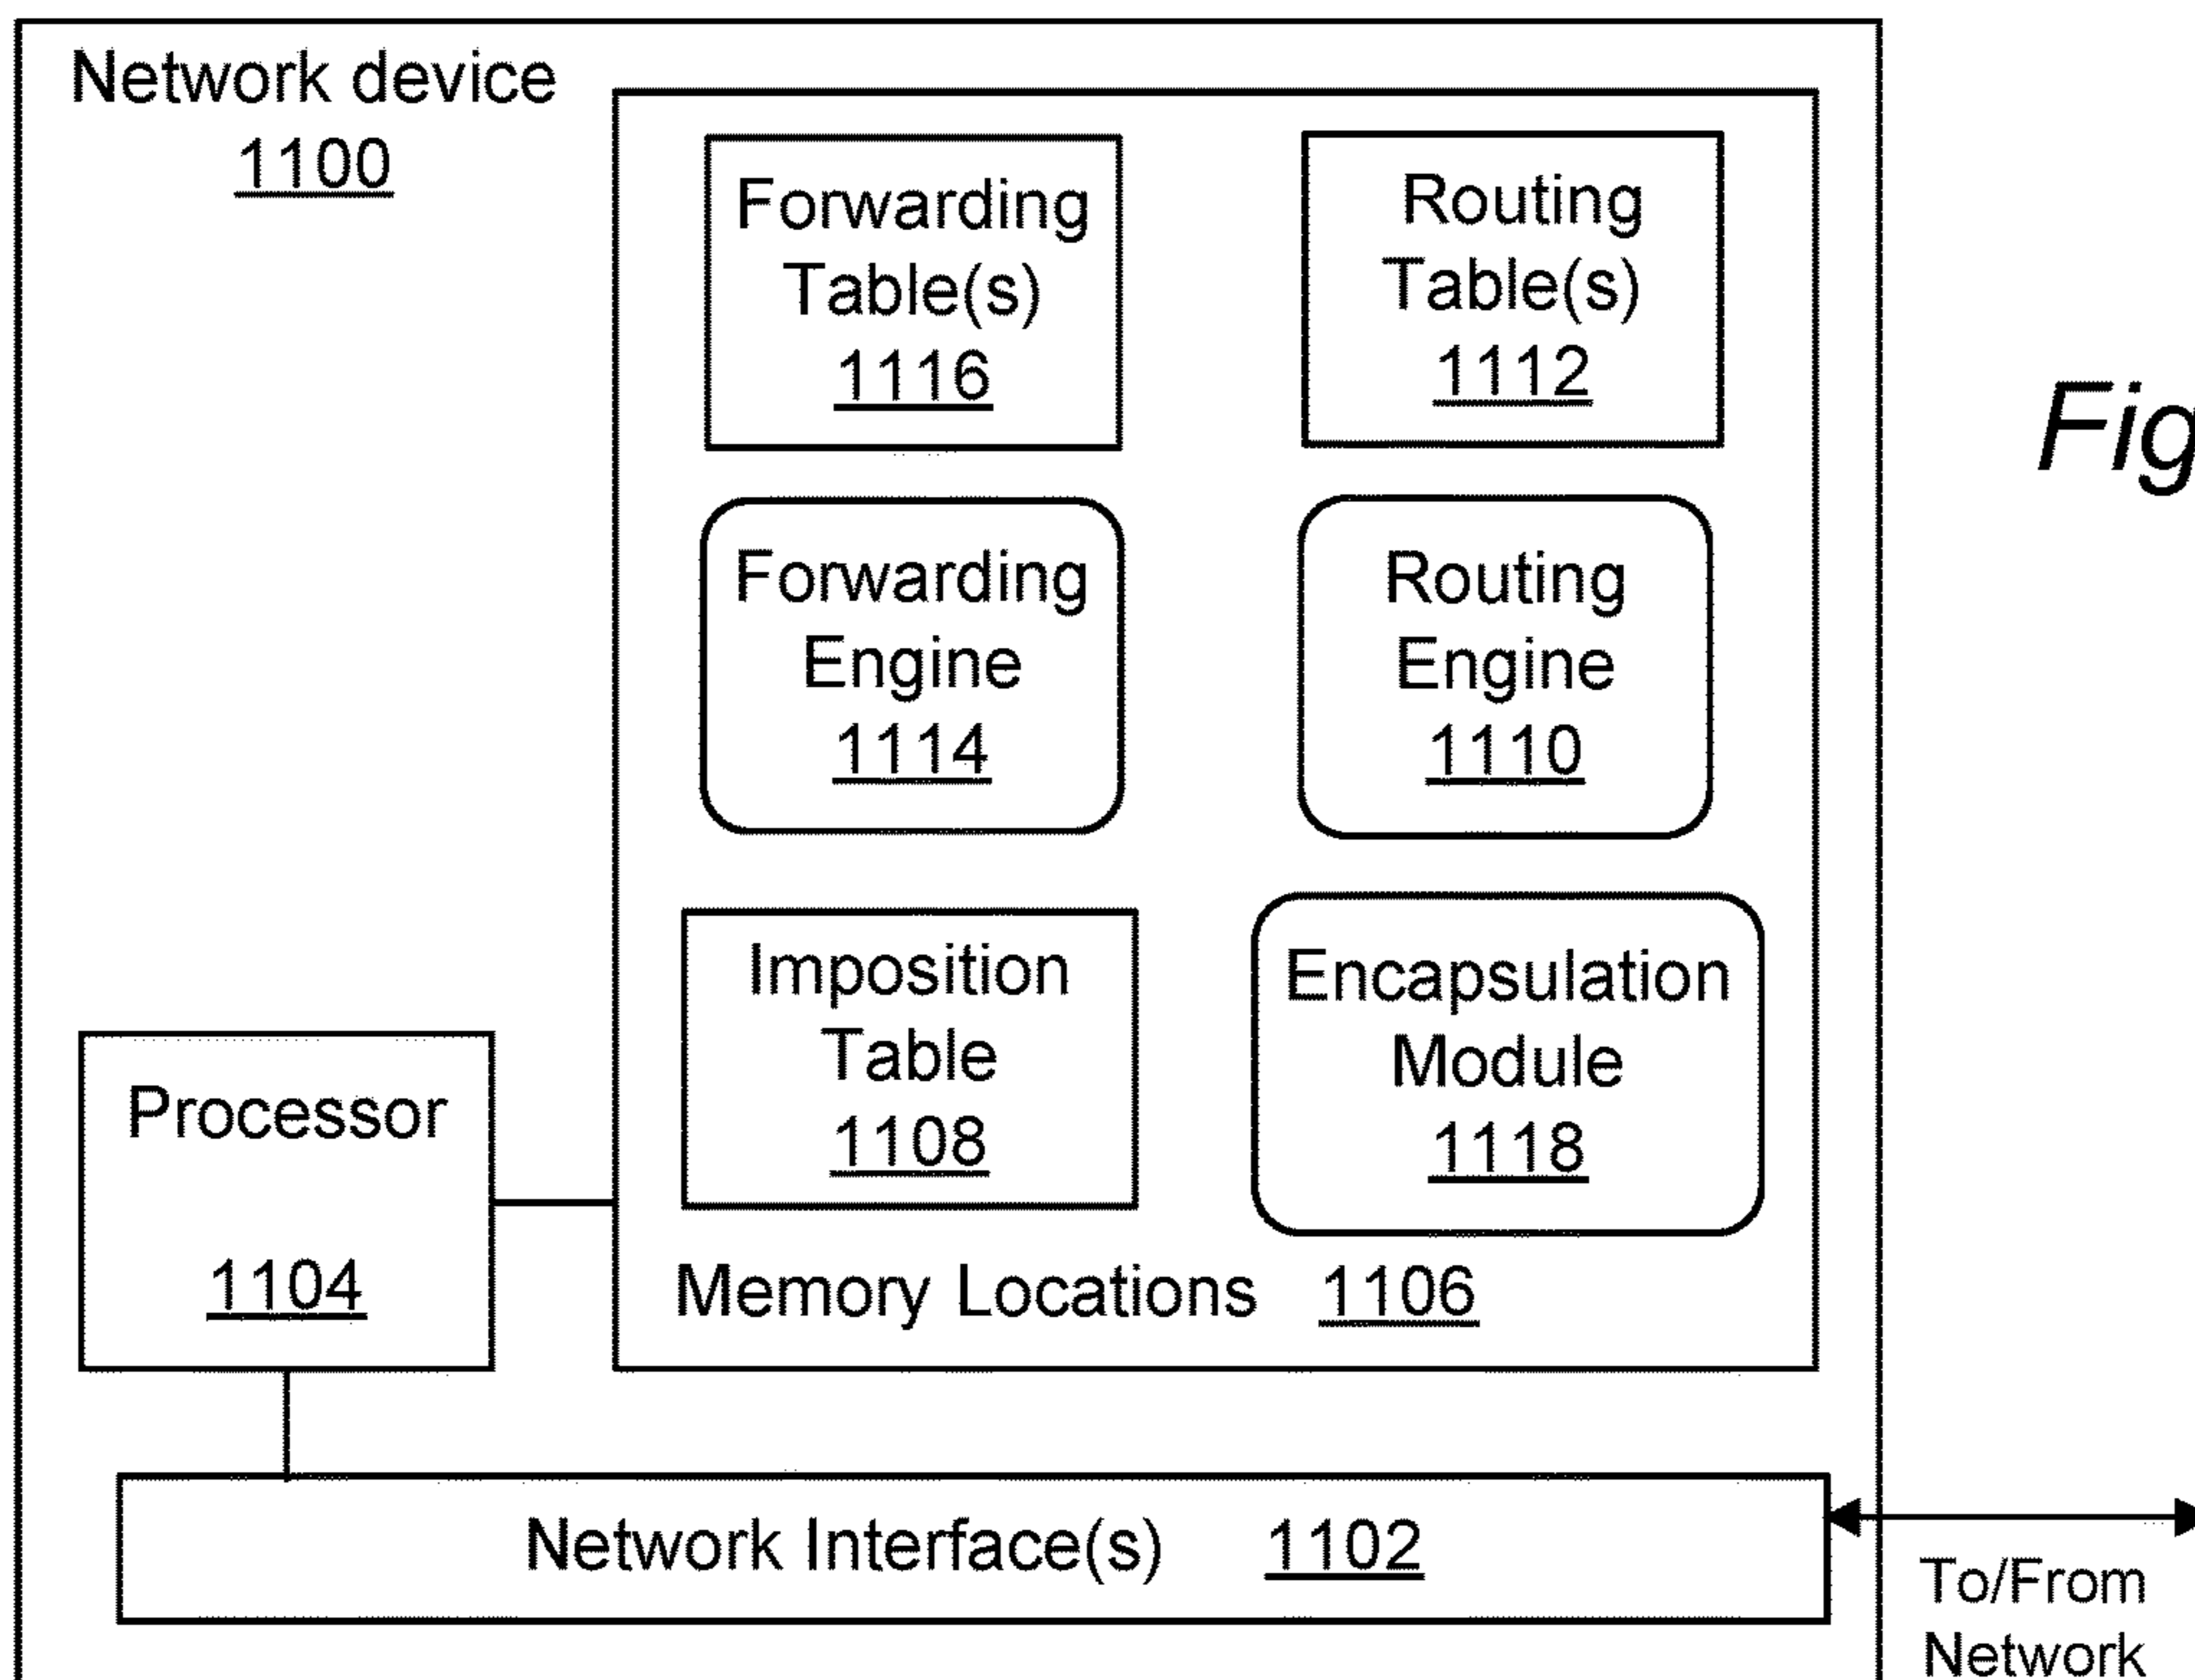 Network device
1100
Forwarding
Table(s)
1116
Routing
Table(s)
1112
Fig
Forwarding
Engine
1114
Routing
Engine
1110
Imposition
Table
1108
Encapsulation
Module
1118
Processor
1104
Memory Locations 1106
Network Interface(s) 1102
To/From
Network